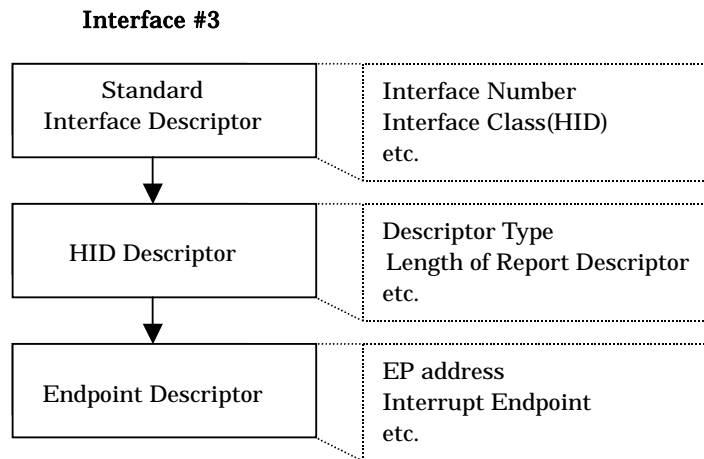 Interface #3
Standard
Interface Descriptor
Interface Number
Interface Class(HID)
etc.
HID Descriptor
Descriptor Type
Length of Report Descriptor
etc.
Endpoint Descriptor
EP address
Interrupt Endpoint
etc.